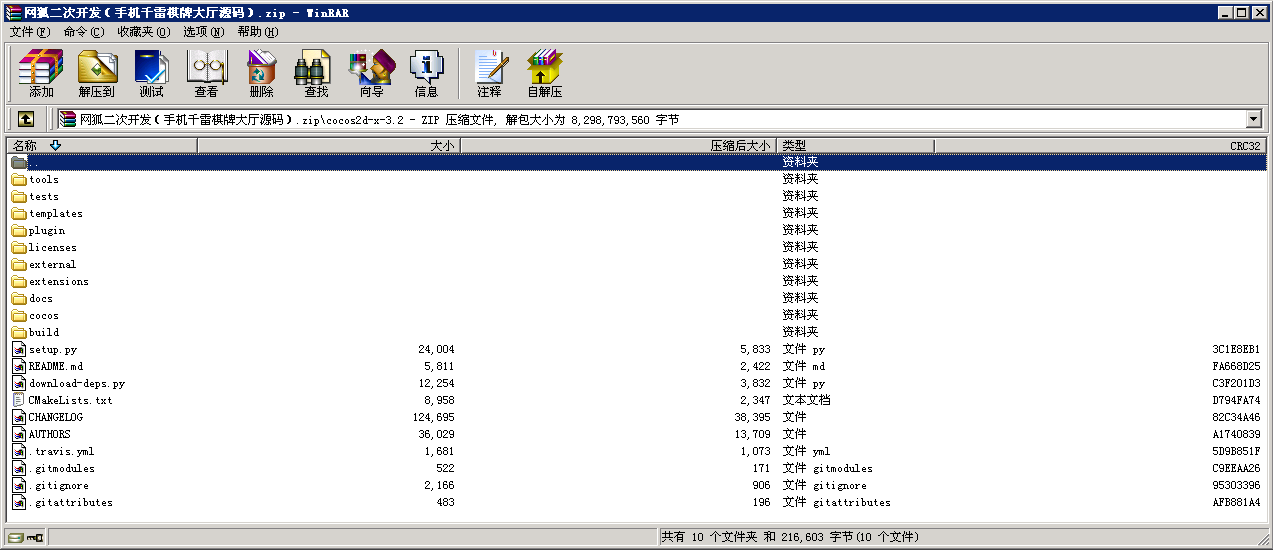 网狐二次开发(手机千雷棋牌大厅源码).zip - WinRAR
文件(F) 命令(C) 收藏夹(O) 选项(N) 帮助(H)
添加 解压到 测试 查看 删除 查找 向导 信息 注释 自解压
网狐二次开发(手机千雷棋牌大厅源码).zip\cocos2d-x-3.2 - ZIP 压缩文件, 解包大小为 8,298,793,560 字节
名称 大小 压缩后大小 类型 CRC32
.. 资料夹
tools 资料夹
tests 资料夹
templates 资料夹
plugin 资料夹
licenses 资料夹
external 资料夹
extensions 资料夹
docs 资料夹
cocos 资料夹
build 资料夹
setup.py 24,004 5,833 文件 py 3C1E8EB1
README.md 5,811 2,422 文件 md FA668D25
download-deps.py 12,254 3,832 文件 py C3F201D3
CMakeLists.txt 8,958 2,347 文本文档 D794FA74
CHANGELOG 124,695 38,395 文件 82C34A46
AUTHORS 36,029 13,709 文件 A1740839
.travis.yml 1,681 1,073 文件 yml 5D9B851F
.gitmodules 522 171 文件 gitmodules C9EEAA26
.gitignore 2,166 906 文件 gitignore 95303396
.gitattributes 483 196 文件 gitattributes AFB881A4
共有 10 个文件夹 和 216,603 字节(10 个文件)